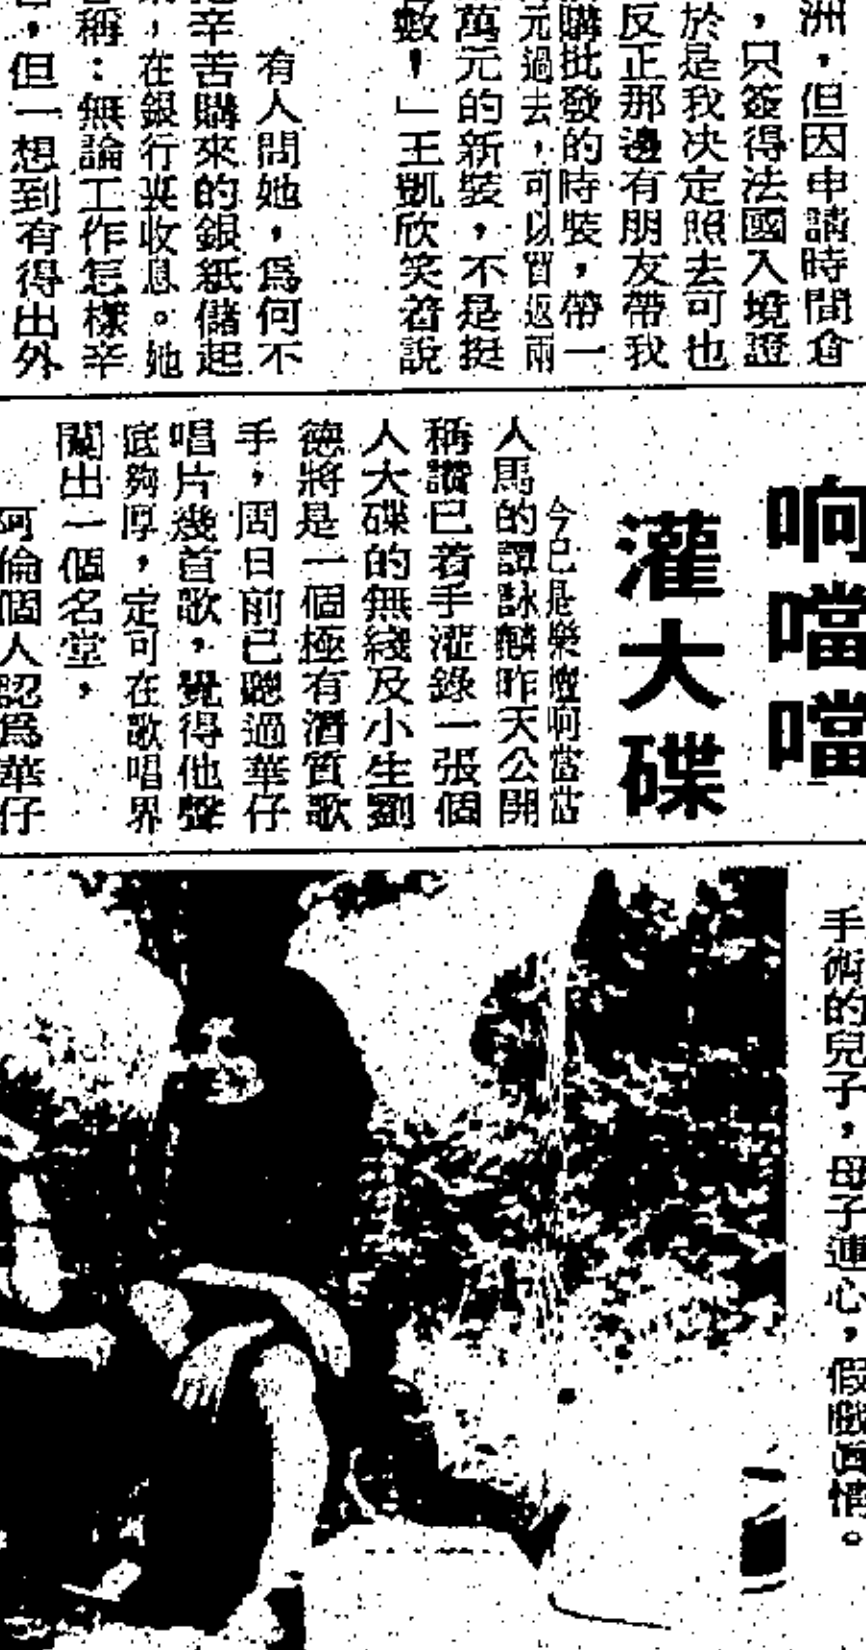 洲，但因申請時間倉
，只簽得法國入境證
於是我决定照去可也
反正那邊有朋友帶我
購批發的時裝，帶一
元過去，可以賣返兩
萬元的新裝，不是挺
數！」王凱欣笑着說
有人問她，爲何不
辛苦購來的銀紙儲起
，在銀行裏收息。她
稱：無論工作怎樣辛
，但一想到有得出外
响噹噹
灌大碟
今已是樂壇响噹噹
人馬的譚詠麟昨天公開
稱讚已着手灌錄一張個
人大碟的無綫及小生劉
德將是一個極有潛質歌
手，周日前已聽過華仔
唱片幾首歌，覺得他聲
底夠厚，定可在歌唱界
闖出一個名堂，
阿倫個人認爲華仔
手術的兒子，母子連心，假戲眞情。